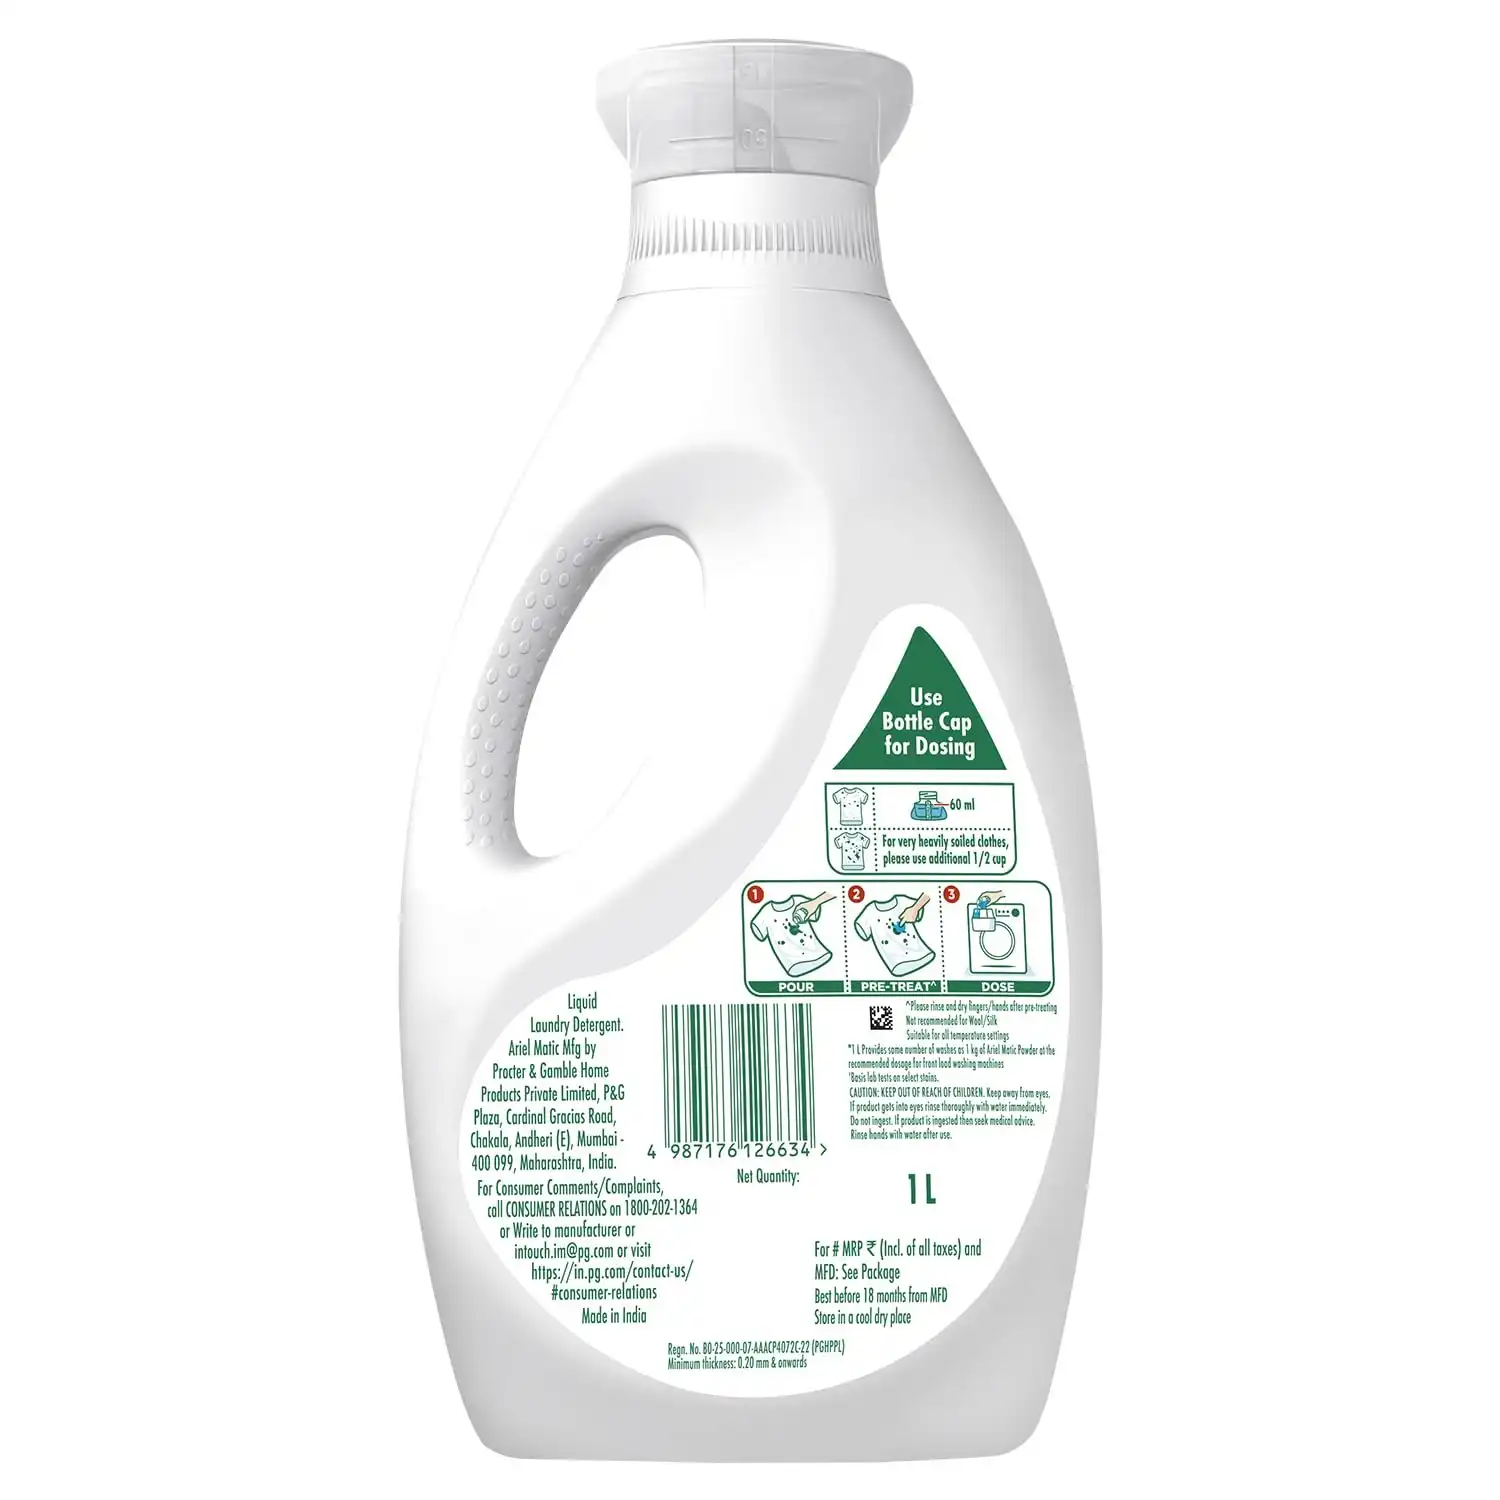 Use
Bottle Cap
for Dosing
60 ml
For very heavily soiled clothes,
please use additional 1/2 cup
1
2
3
POUR
PRE-TREAT^
DOSE
^Please rinse and dry fingers/hands after pre-treating
Not recommended for Wool/Silk
Suitable for all temperature settings
*1 L Provides same number of washes as 1 kg of Ariel Matic Powder at the
recommended dosage for front load washing machines
'Basis lab tests on select stains.
CAUTION: KEEP OUT OF REACH OF CHILDREN. Keep away from eyes.
If product gets into eyes rinse thoroughly with water immediately.
Do not ingest. If product is ingested then seek medical advice.
Rinse hands with water after use.
Liquid
Laundry Detergent.
Ariel Matic Mfg by
Procter & Gamble Home
Products Private Limited, P&G
Plaza, Cardinal Gracias Road,
Chakala, Andheri (E), Mumbai -
400 099, Maharashtra, India.
For Consumer Comments/Complaints,
call CONSUMER RELATIONS on 1800-202-1364
or Write to manufacturer or
intouch.im@pg.com or visit
https://in.pg.com/contact-us/
#consumer-relations
Made in India
4 987176 126634 >
Net Quantity:
1 L
For # MRP ₹ (Incl. of all taxes) and
MFD: See Package
Best before 18 months from MFD
Store in a cool dry place
Regn. No. BO-25-000-07-AAACP4072C-22 (PGHPPL)
Minimum thickness: 0.20 mm & onwards